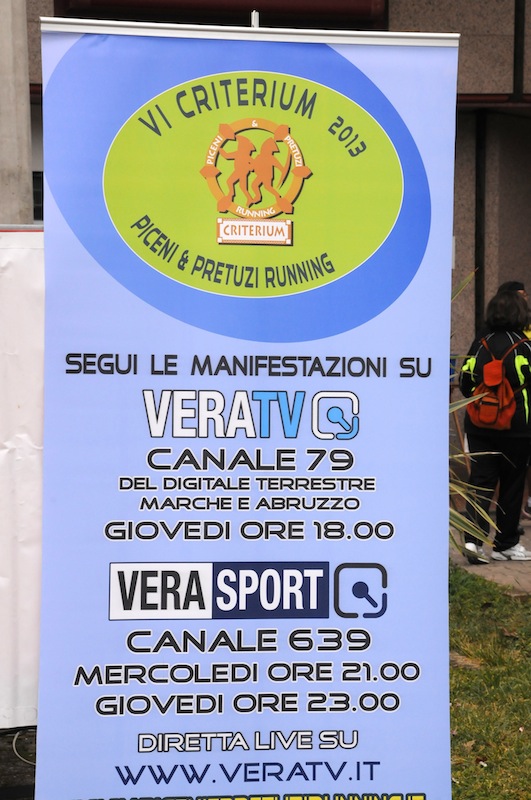 VI CRITERIUM 2013
PICENI & PRETUZI
RUNNING
CRITERIUM
PICENI & PRETUZI RUNNING
SEGUI LE MANIFESTAZIONI SU
VERATV
CANALE 79
DEL DIGITALE TERRESTRE
MARCHE E ABRUZZO
GIOVEDI ORE 18.00
VERA SPORT
CANALE 639
MERCOLEDI ORE 21.00
GIOVEDI ORE 23.00
DIRETTA LIVE SU
WWW.VERATV.IT